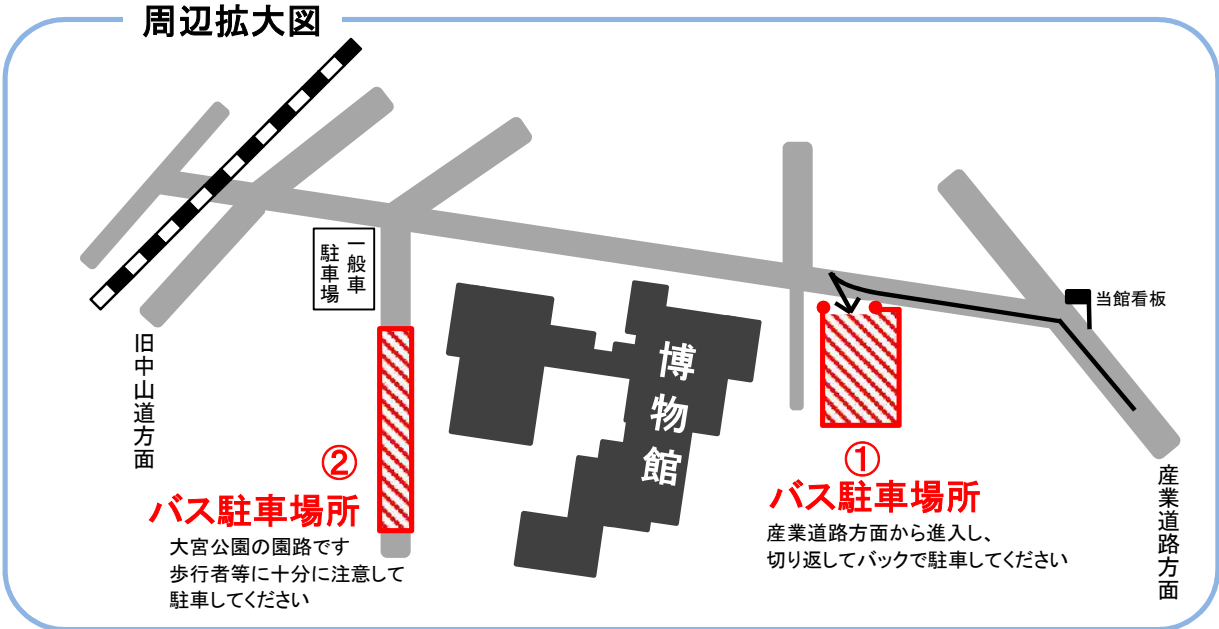 周辺拡大図
一般車
駐車場
当館看板
旧中山道方面
博物館
②
バス駐車場所
大宮公園の園路です
歩行者等に十分に注意して
駐車してください
①
バス駐車場所
産業道路方面から進入し、
切り返してバックで駐車してください
産業道路方面